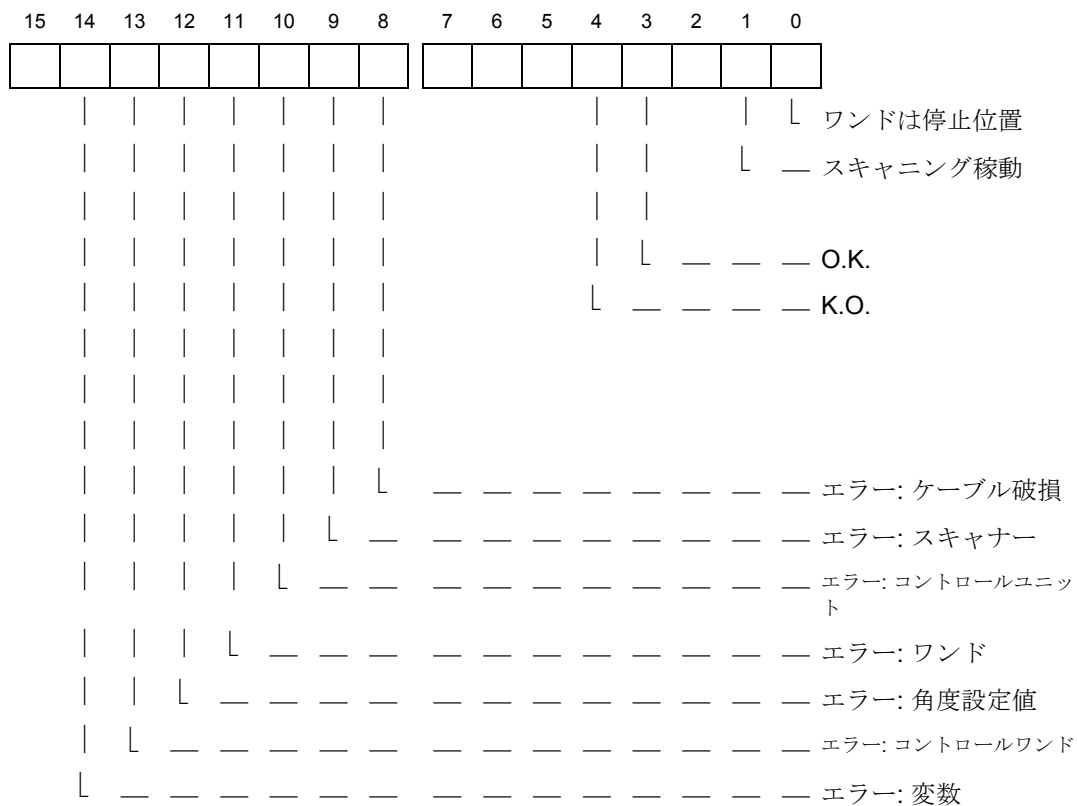 15 14 13 12 11 10 9 8 7 6 5 4 3 2 1 0
ワンドは停止位置
スキャニング稼動
O.K.
K.O.
エラー: ケーブル破損
エラー: スキャナー
エラー: コントロールユニッ
ト
エラー: ワンド
エラー: 角度設定値
エラー: コントロールワンド
エラー: 変数